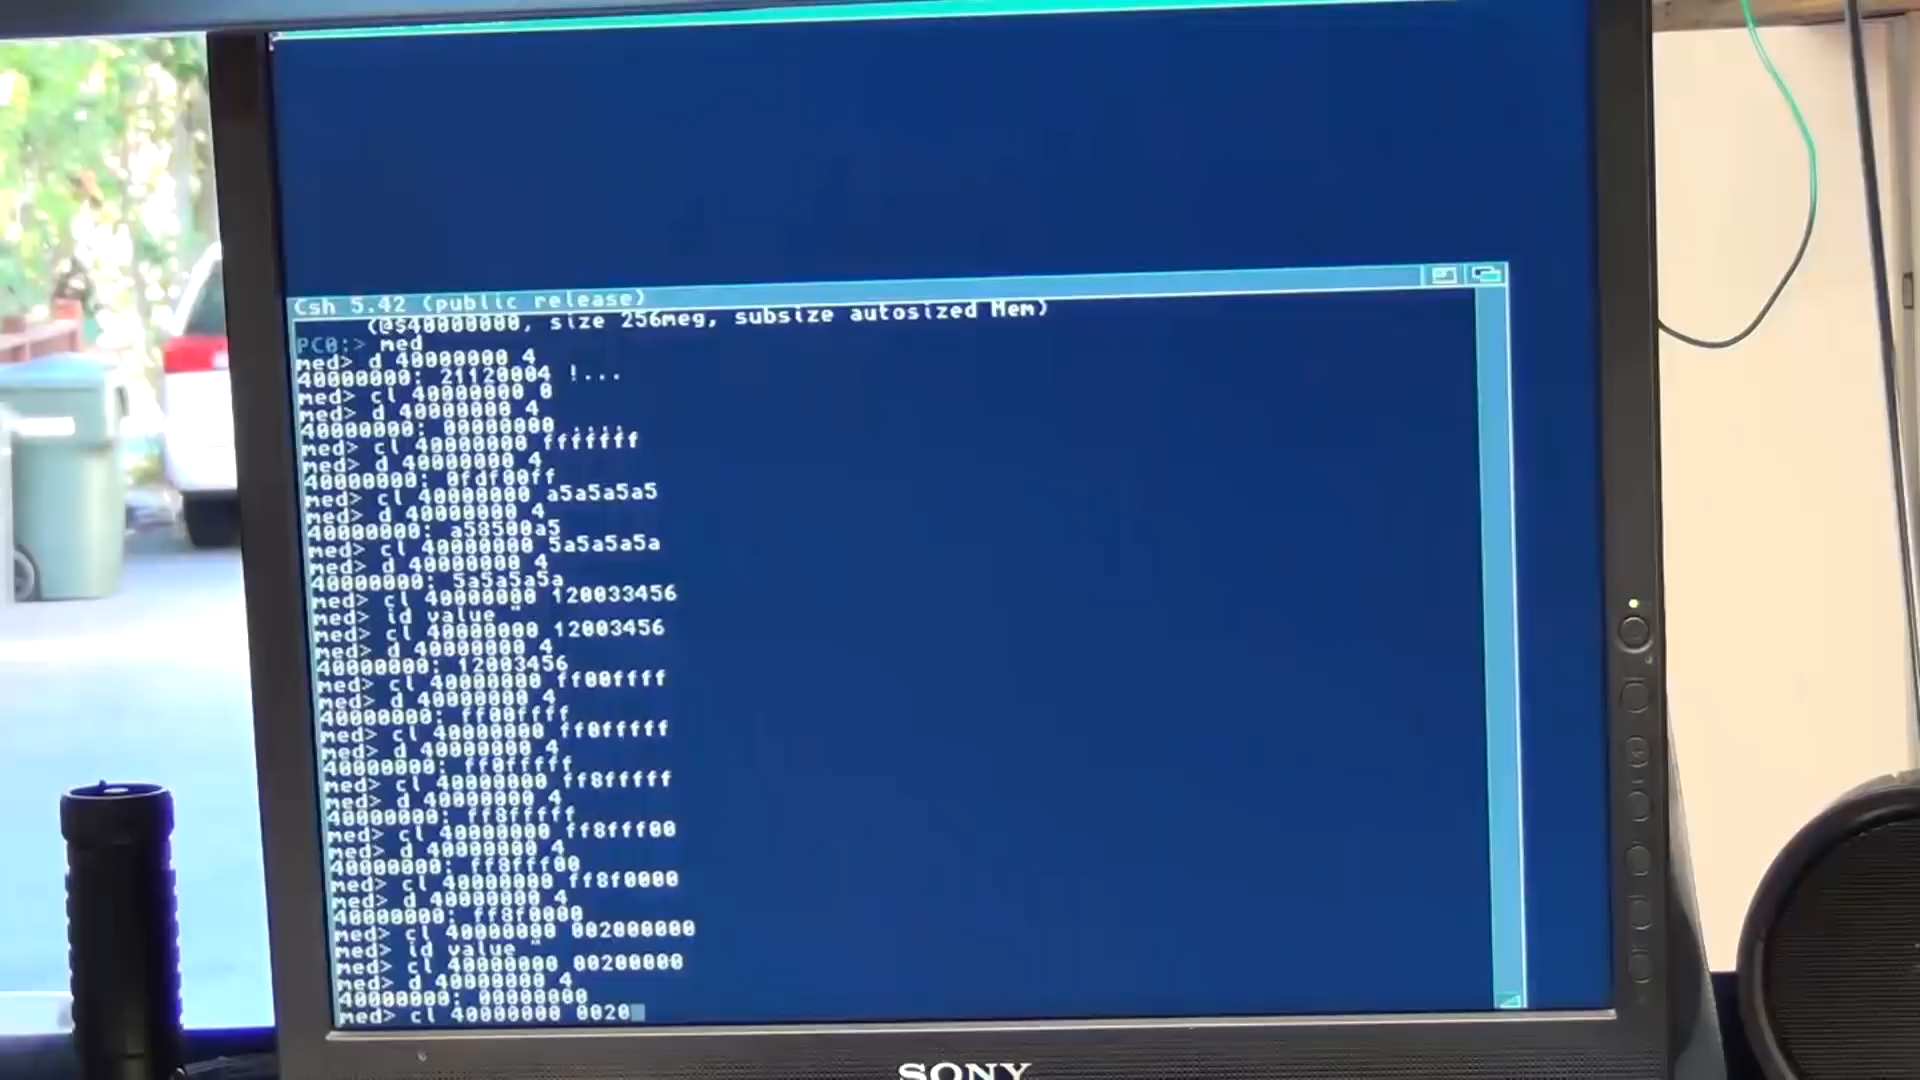 Csh 5.42 (public release)
(@$40000000, size 256meg, subsize autosized Mem)
PC0:> med
med> d 40000000 4
40000000: 21120004 !...
med> cl 40000000 0
med> d 40000000 4
40000000: 00000000 ....
med> cl 40000000 fffffff
med> d 40000000 4
40000000: 0fdf00ff
med> cl 40000000 a5a5a5a5
med> d 40000000 4
40000000: a58500a5
med> cl 40000000 5a5a5a5a
med> d 40000000 4
40000000: 5a5a5a5a
med> cl 40000000 120033456
med> id value "
med> cl 40000000 12003456
med> d 40000000 4
40000000: 12003456
med> cl 40000000 ff00ffff
med> d 40000000 4
40000000: ff00ffff
med> cl 40000000 ff0fffff
med> d 40000000 4
40000000: ff0fffff
med> cl 40000000 ff8fffff
med> d 40000000 4
40000000: ff8fffff
med> cl 40000000 ff8fff00
med> d 40000000 4
40000000: ff8fff00
med> cl 40000000 ff8f0000
med> d 40000000 4
40000000: ff8f0000
med> cl 40000000 002000000
med> id value "
med> cl 40000000 00200000
med> d 40000000 4
40000000: 00000000
med> cl 40000000 0020
SONY